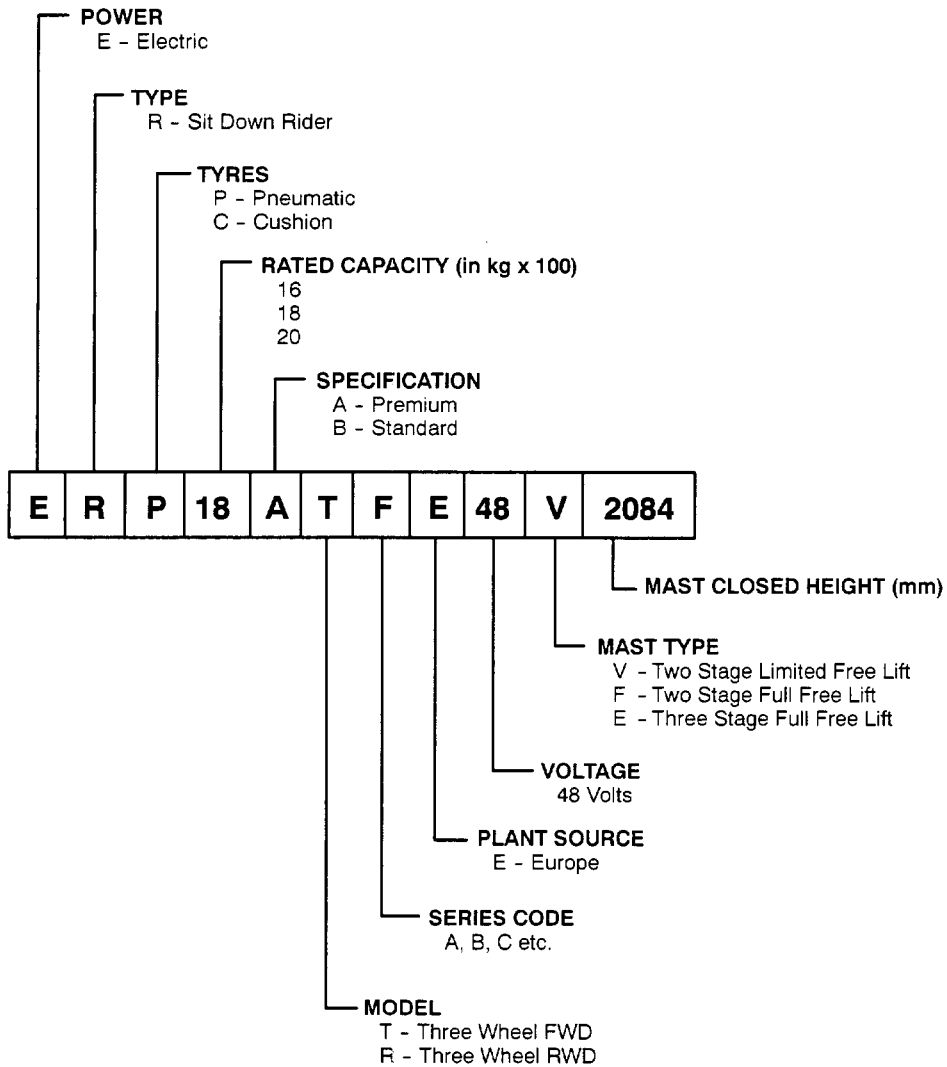 POWER
E - Electric
TYPE
R - Sit Down Rider
TYRES
P - Pneumatic
C - Cushion
RATED CAPACITY (in kg x 100)
16
18
20
SPECIFICATION
A - Premium
B - Standard
E R P 18 A T F E 48 V 2084
MAST CLOSED HEIGHT (mm)
MAST TYPE
V - Two Stage Limited Free Lift
F - Two Stage Full Free Lift
E - Three Stage Full Free Lift
VOLTAGE
48 Volts
PLANT SOURCE
E - Europe
SERIES CODE
A, B, C etc.
MODEL
T - Three Wheel FWD
R - Three Wheel RWD